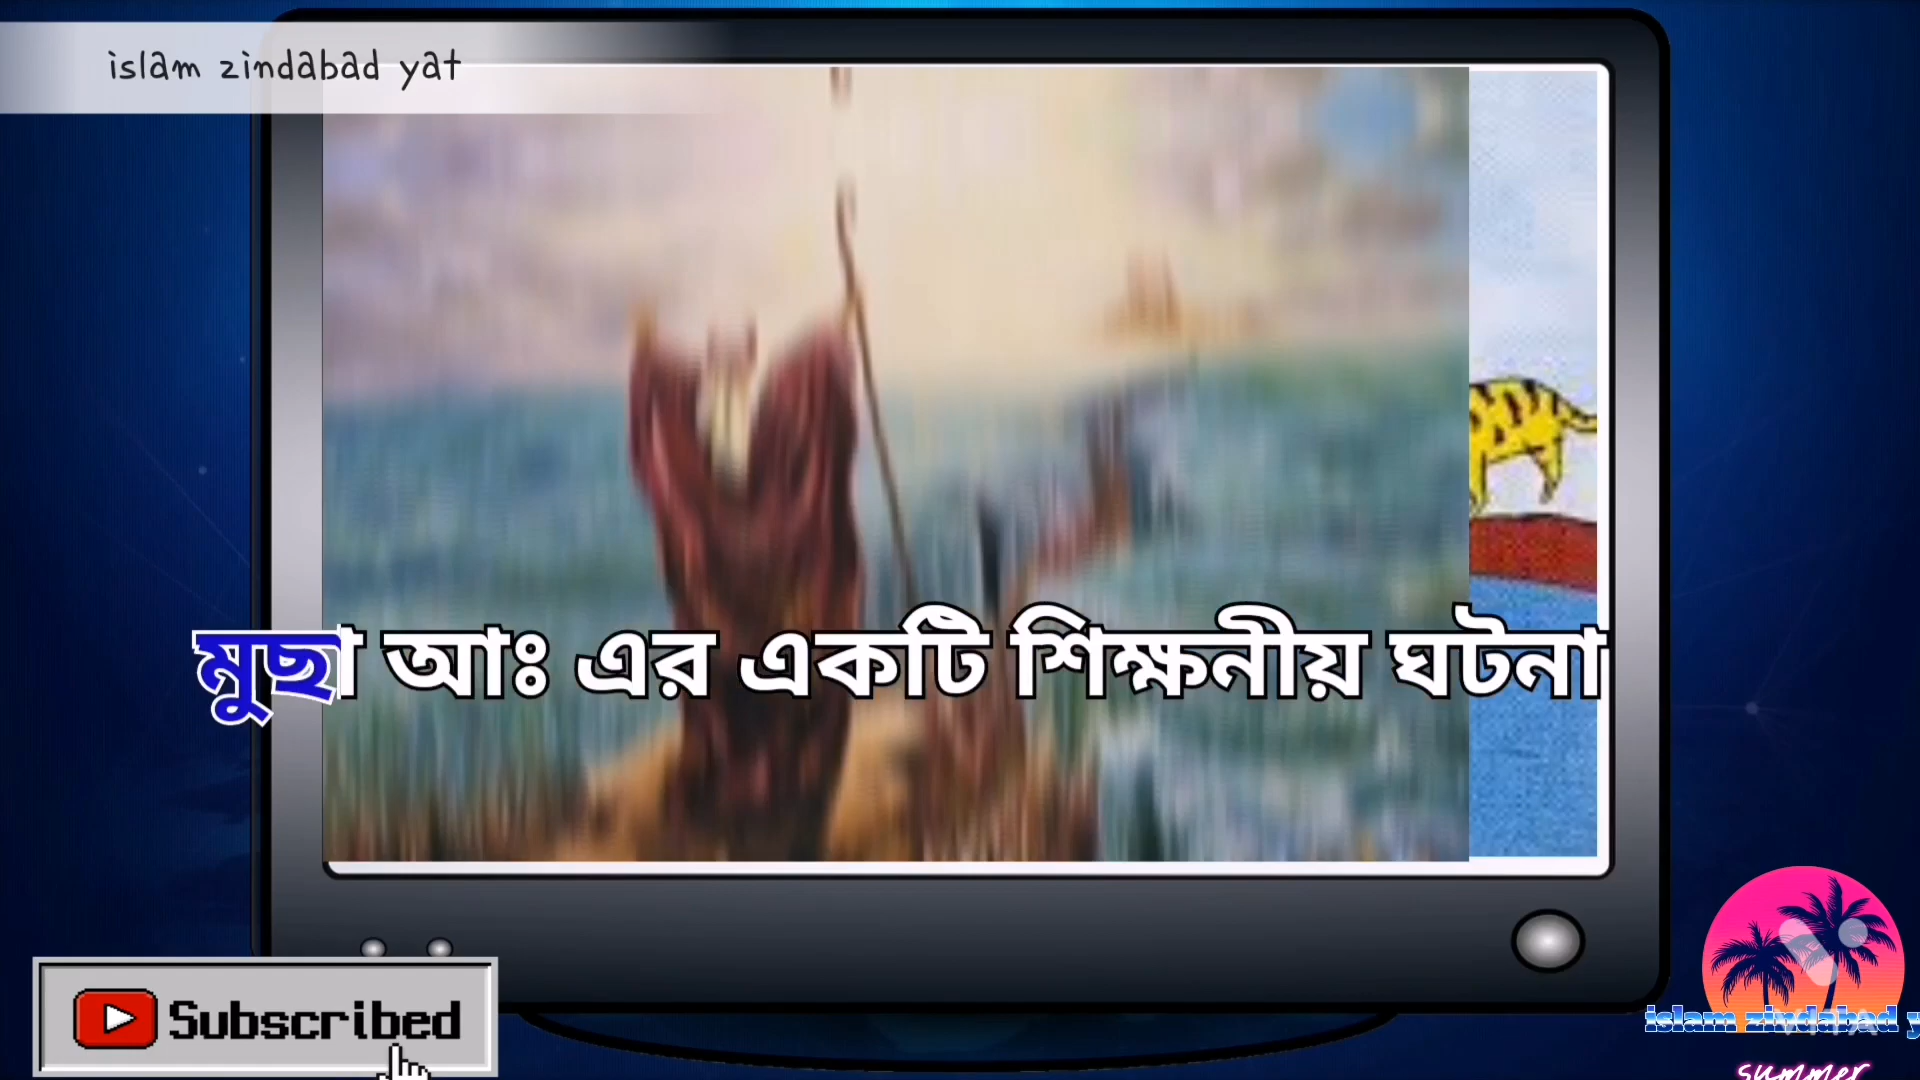 islam zindabad yat
মুছা আঃ এর একটি শিক্ষনীয় ঘটনা
Subscribed
islam zindabad y
summer